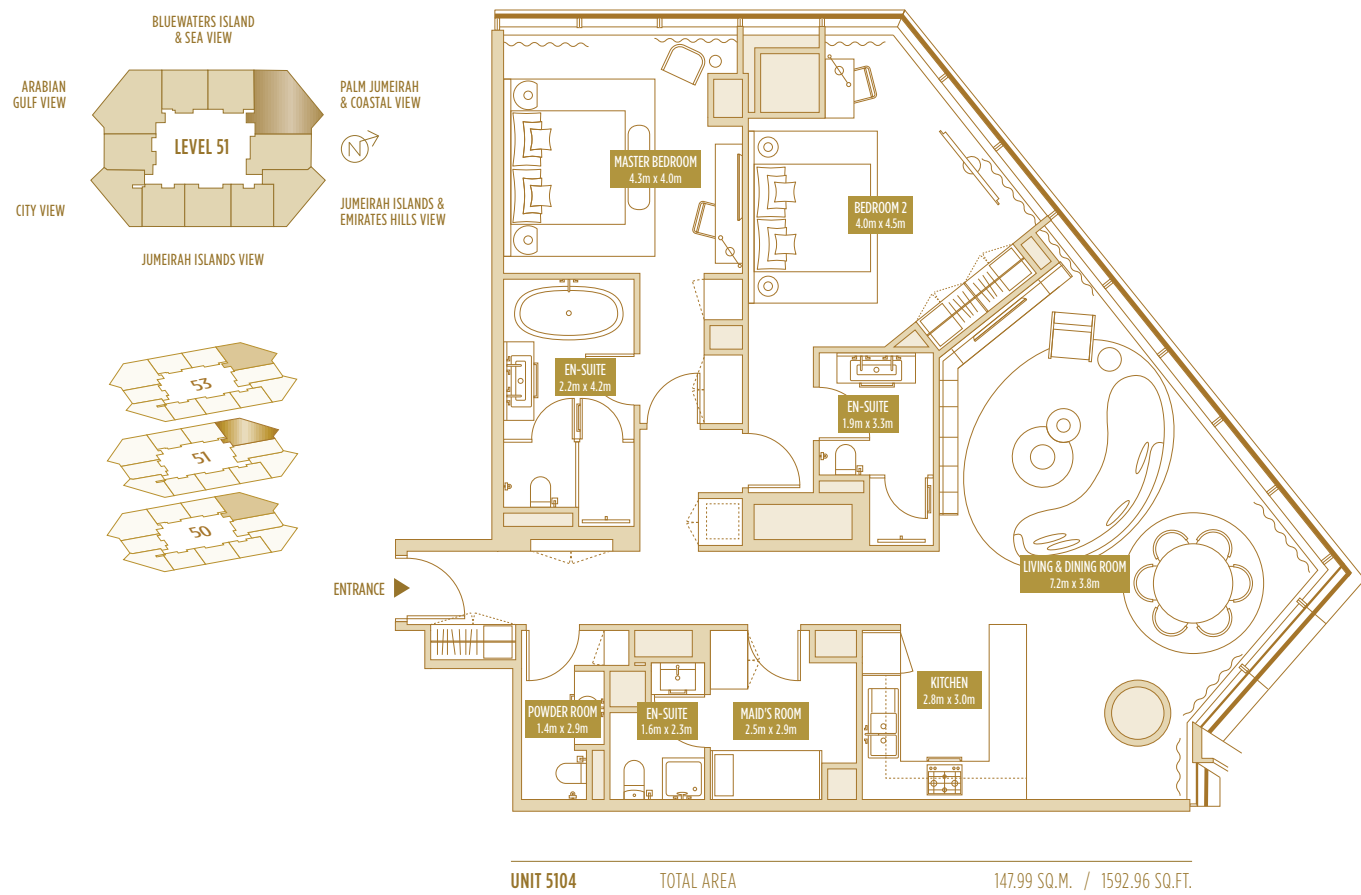 BLUEWATERS ISLAND
& SEA VIEW
ARABIAN
GULF VIEW
PALM JUMEIRAH
& COASTAL VIEW
LEVEL 51
N
CITY VIEW
JUMEIRAH ISLANDS &
EMIRATES HILLS VIEW
JUMEIRAH ISLANDS VIEW
53
51
50
MASTER BEDROOM
4.3m x 4.0m
BEDROOM 2
4.0m x 4.5m
EN-SUITE
2.2m x 4.2m
EN-SUITE
1.9m x 3.3m
LIVING & DINING ROOM
7.2m x 3.8m
ENTRANCE
KITCHEN
2.8m x 3.0m
POWDER ROOM
1.4m x 2.9m
EN-SUITE
1.6m x 2.3m
MAID'S ROOM
2.5m x 2.9m
UNIT 5104 TOTAL AREA 147.99 SQ.M. / 1592.96 SQ.FT.